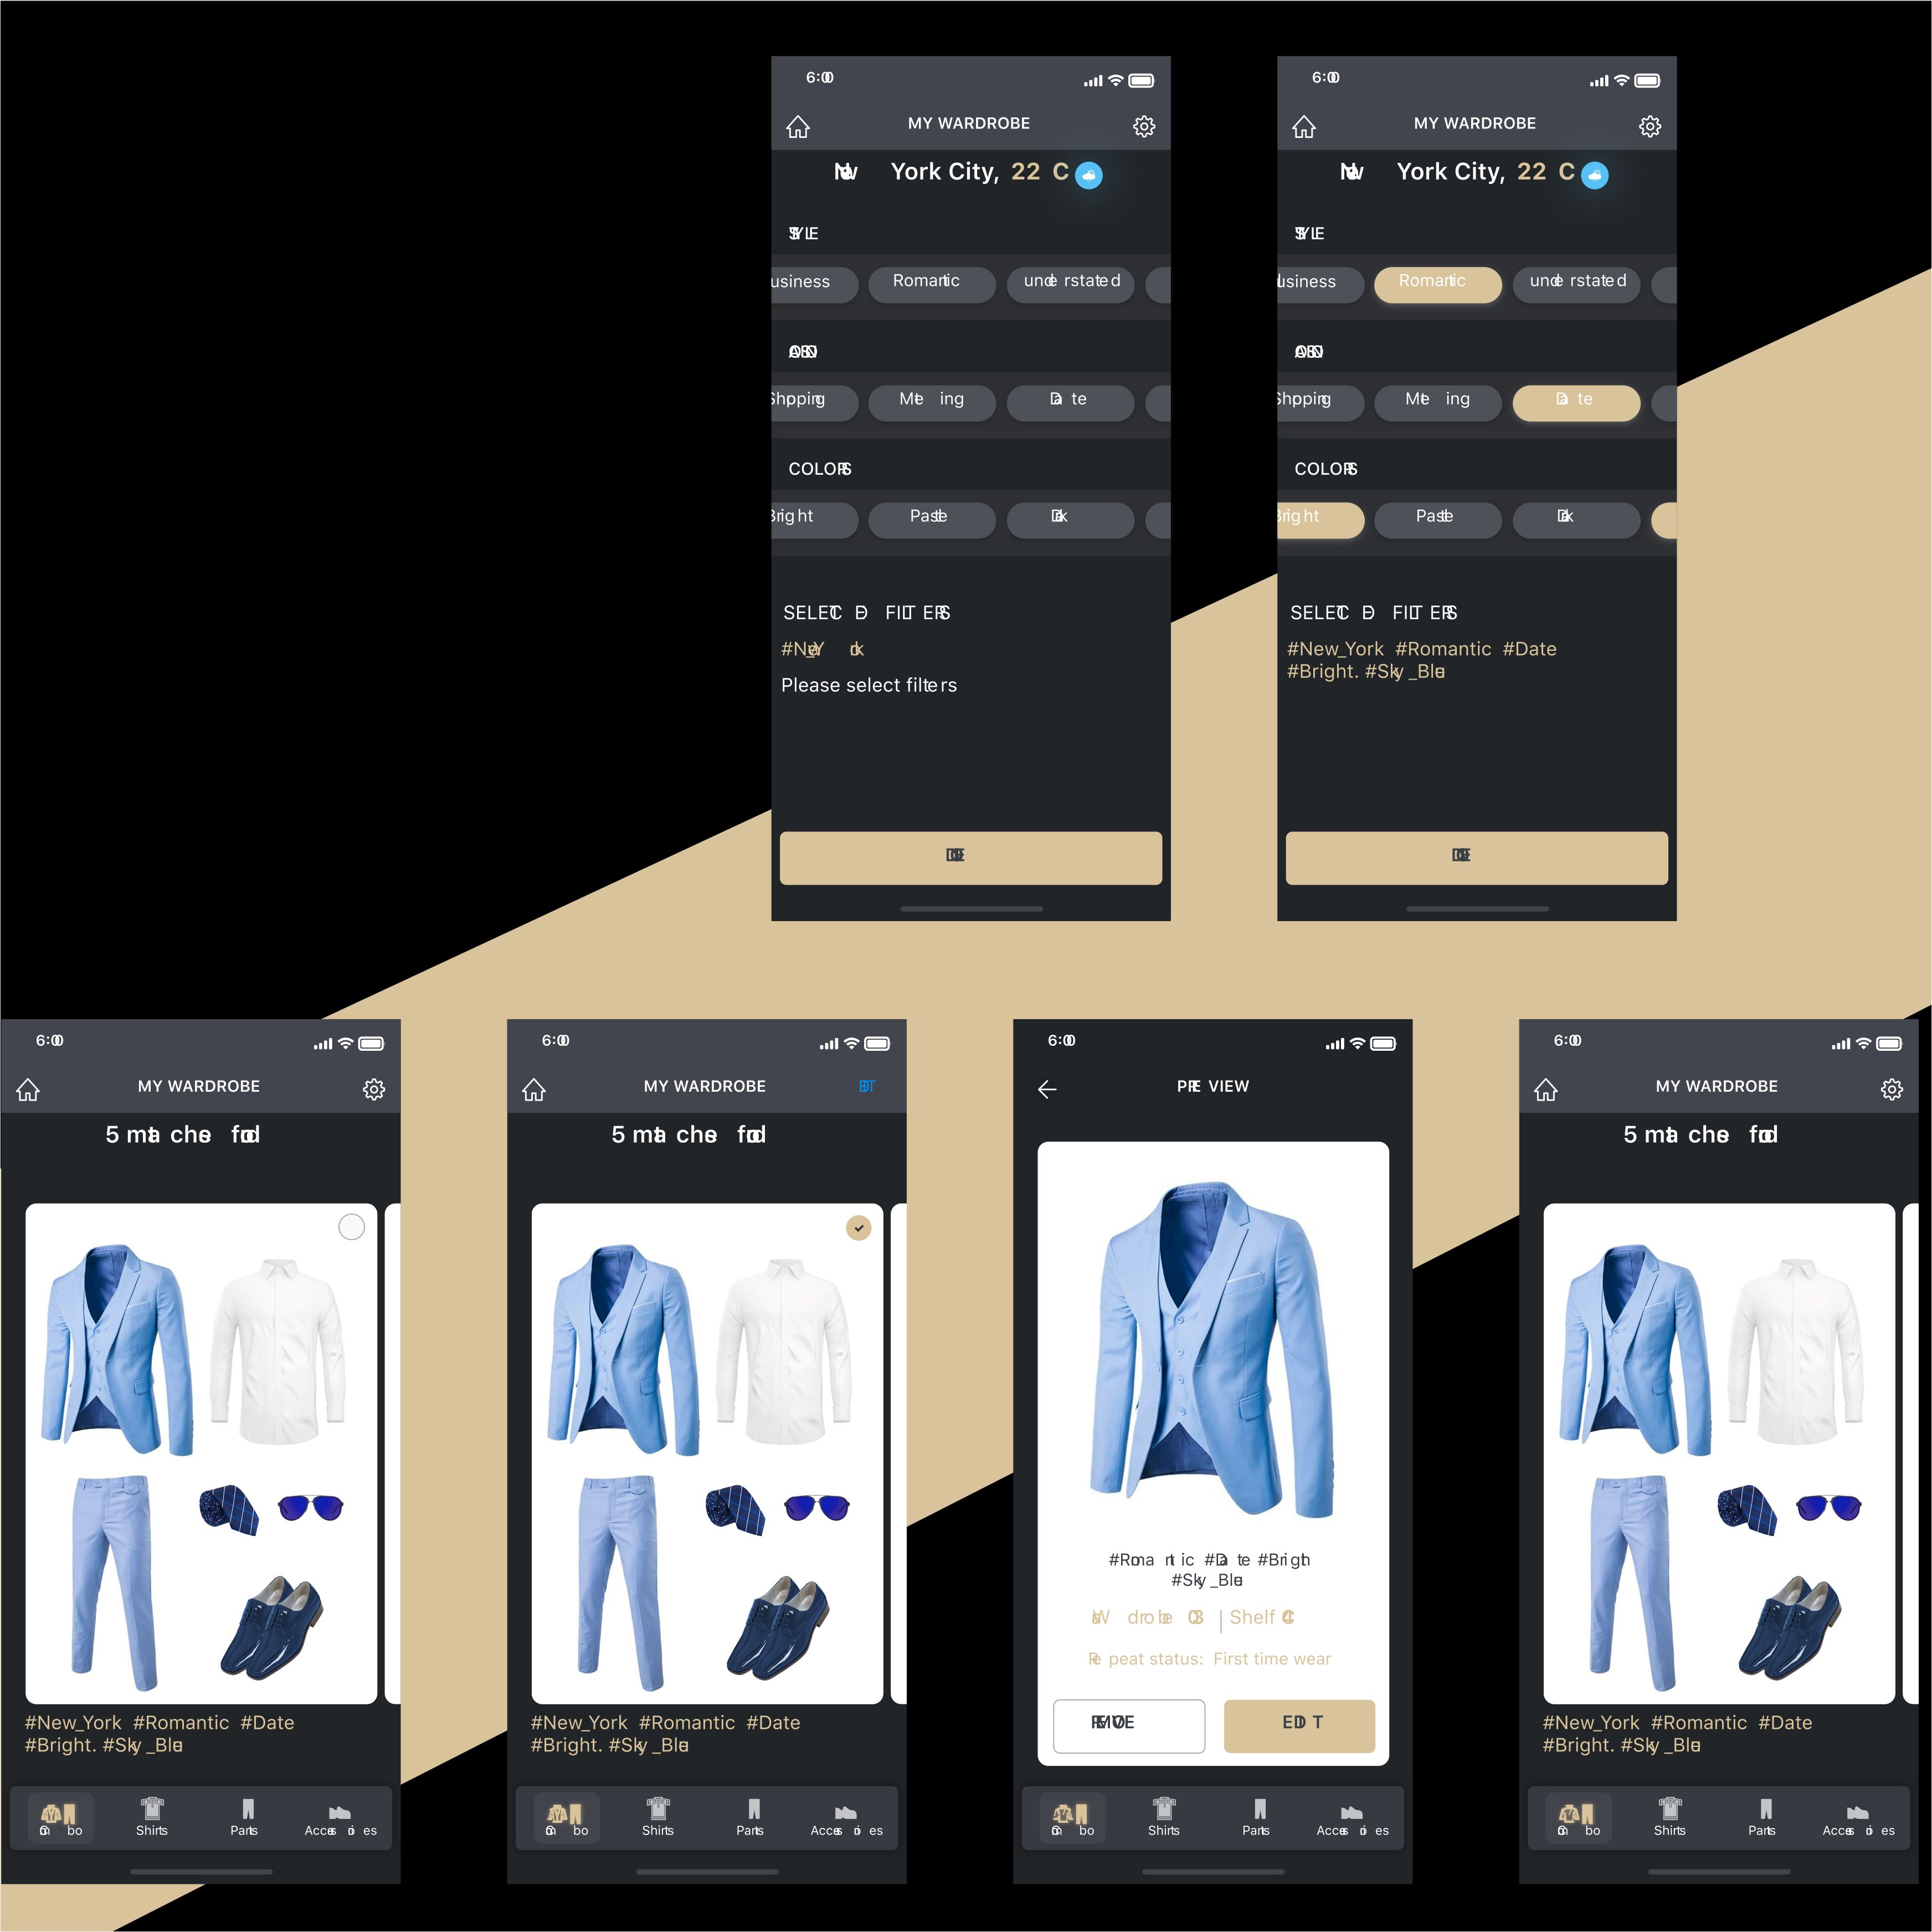 6:00
MY WARDROBE
New York City, 22 C
STYLE
usiness Romantic understated
Shopping Meeting Date
COLORS
Bright Pastel Dark
SELECTED FILTERS
#New_York
Please select filters
DONE
6:00
MY WARDROBE
New York City, 22 C
STYLE
usiness Romantic understated
Shopping Meeting Date
COLORS
Bright Pastel Dark
SELECTED FILTERS
#New_York #Romantic #Date
#Bright. #Sky_Blue
DONE
6:00
MY WARDROBE
5 matches found
#New_York #Romantic #Date
#Bright. #Sky_Blue
Combo Shirts Pants Accessories
6:00
MY WARDROBE EDIT
5 matches found
#New_York #Romantic #Date
#Bright. #Sky_Blue
Combo Shirts Pants Accessories
6:00
PREVIEW
#Romantic #Date #Brigh
#Sky_Blue
Wardrobe | Shelf
Repeat status: First time wear
REMOVE EDIT
Combo Shirts Pants Accessories
6:00
MY WARDROBE
5 matches found
#New_York #Romantic #Date
#Bright. #Sky_Blue
Combo Shirts Pants Accessories